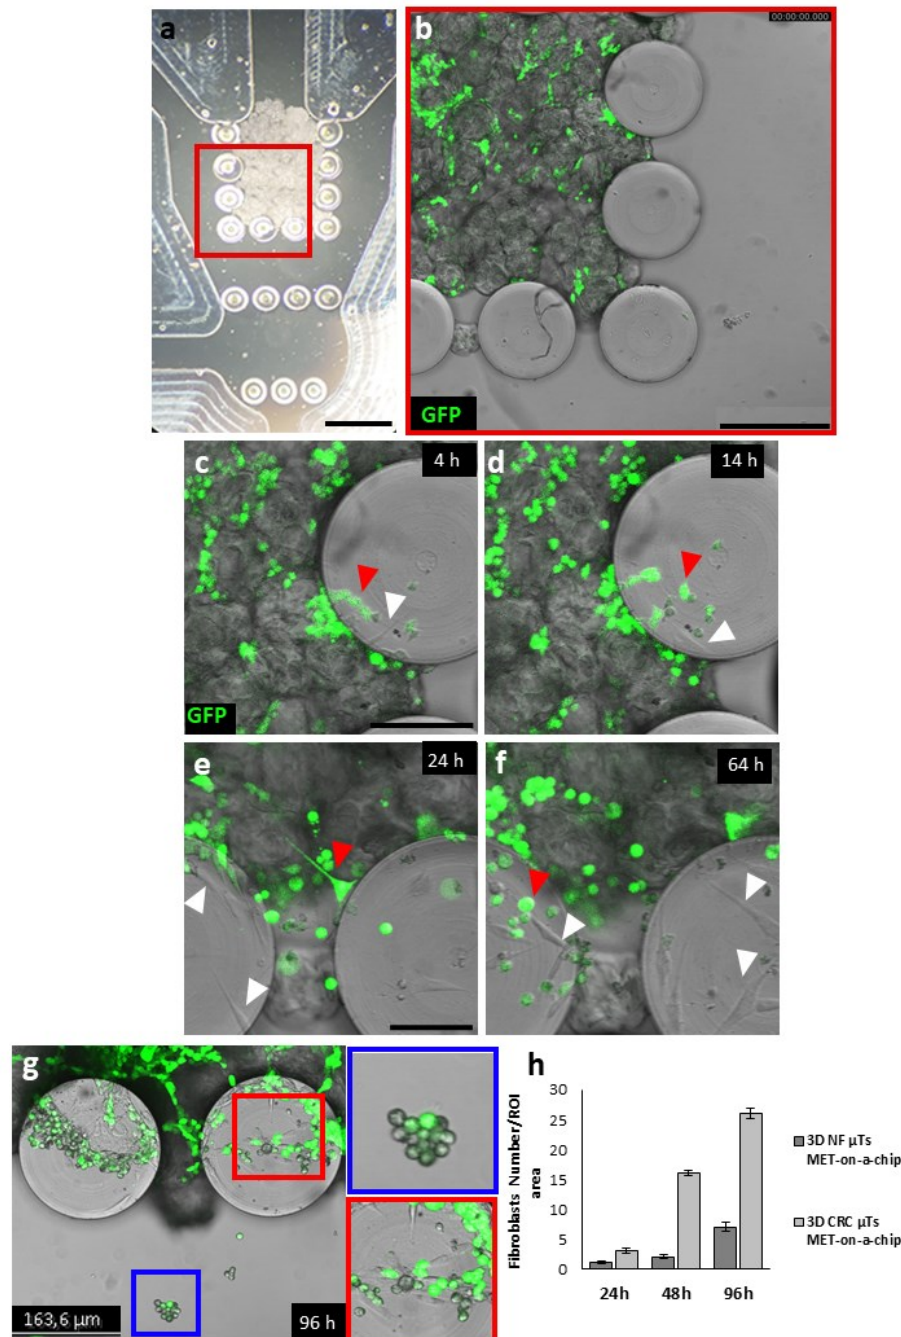 a
b
00:00:00.000
GFP
c
4 h
d
14 h
GFP
e
24 h
f
64 h
g
163,6 µm
96 h
h
Fibroblasts Number/ROI
area
30
25
20
15
10
5
0
24h
48h
96h
3D NF µTs
MET-on-a-chip
3D CRC µTs
MET-on-a-chip